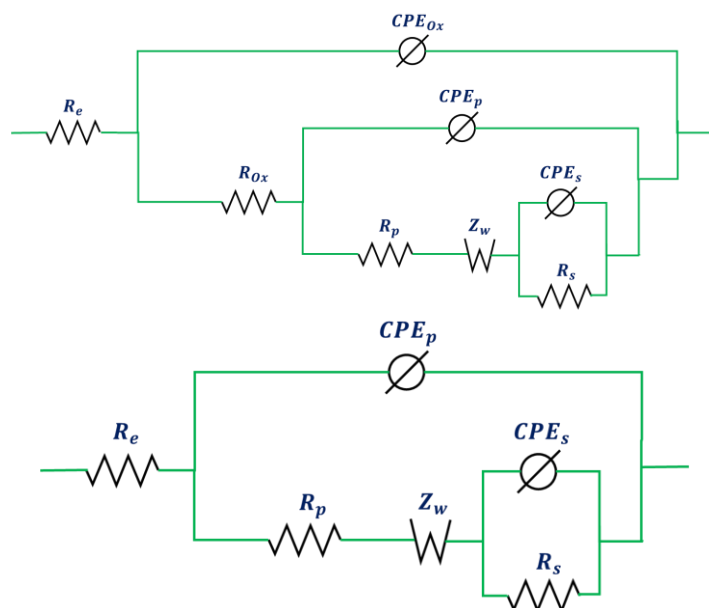 CPE_Ox
R_e
CPE_p
R_Ox
CPE_s
R_p
Z_w
R_s
CPE_p
R_e
CPE_s
R_p
Z_w
R_s